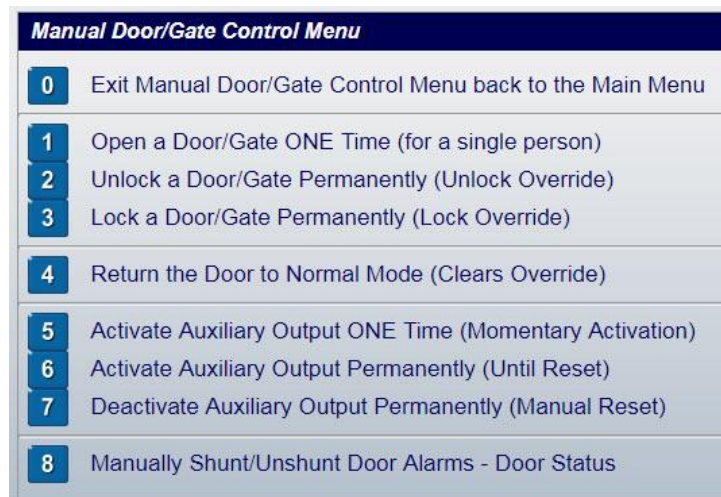 Manual Door/Gate Control Menu
0 Exit Manual Door/Gate Control Menu back to the Main Menu
1 Open a Door/Gate ONE Time (for a single person)
2 Unlock a Door/Gate Permanently (Unlock Override)
3 Lock a Door/Gate Permanently (Lock Override)
4 Return the Door to Normal Mode (Clears Override)
5 Activate Auxiliary Output ONE Time (Momentary Activation)
6 Activate Auxiliary Output Permanently (Until Reset)
7 Deactivate Auxiliary Output Permanently (Manual Reset)
8 Manually Shunt/Unshunt Door Alarms - Door Status